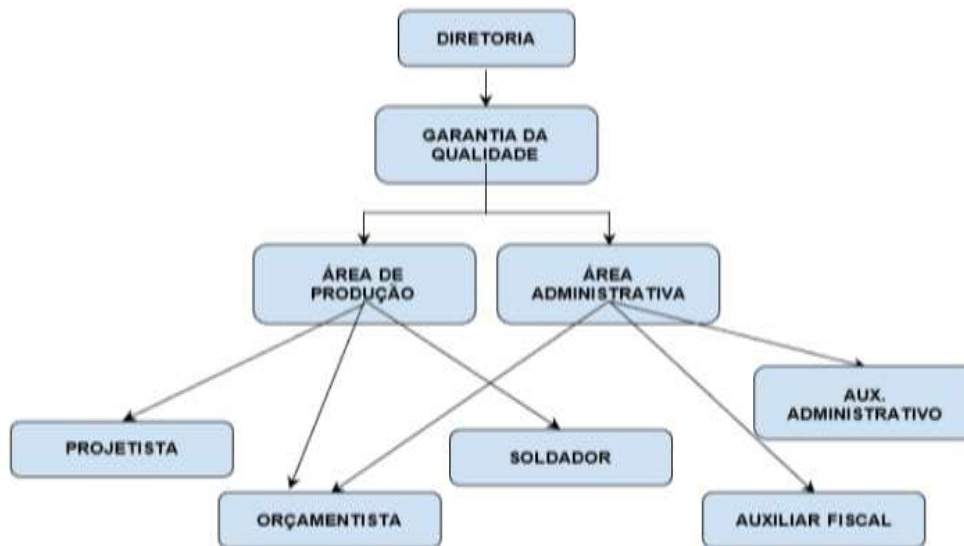 DIRETORIA
GARANTIA DA
QUALIDADE
ÁREA DE
PRODUÇÃO
ÁREA
ADMINISTRATIVA
AUX.
ADMINISTRATIVO
PROJETISTA
SOLDADOR
ORÇAMENTISTA
AUXILIAR FISCAL